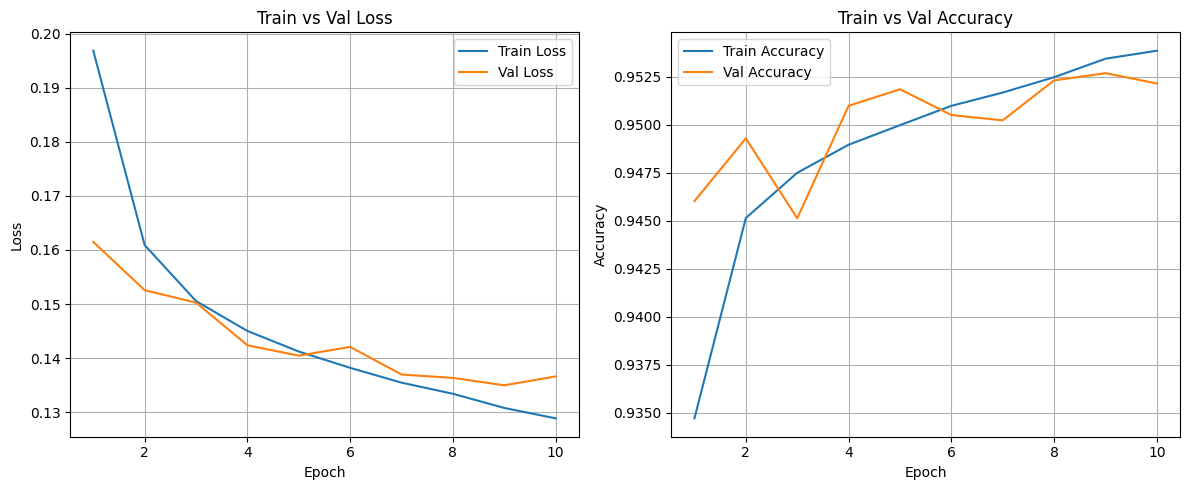 Train vs Val Loss
Train Loss
Val Loss
0.20
0.19
0.18
0.17
0.16
0.15
0.14
0.13
Loss
2
4
6
8
10
Epoch
Train vs Val Accuracy
Train Accuracy
Val Accuracy
0.9525
0.9500
0.9475
0.9450
0.9425
0.9400
0.9375
0.9350
Accuracy
2
4
6
8
10
Epoch